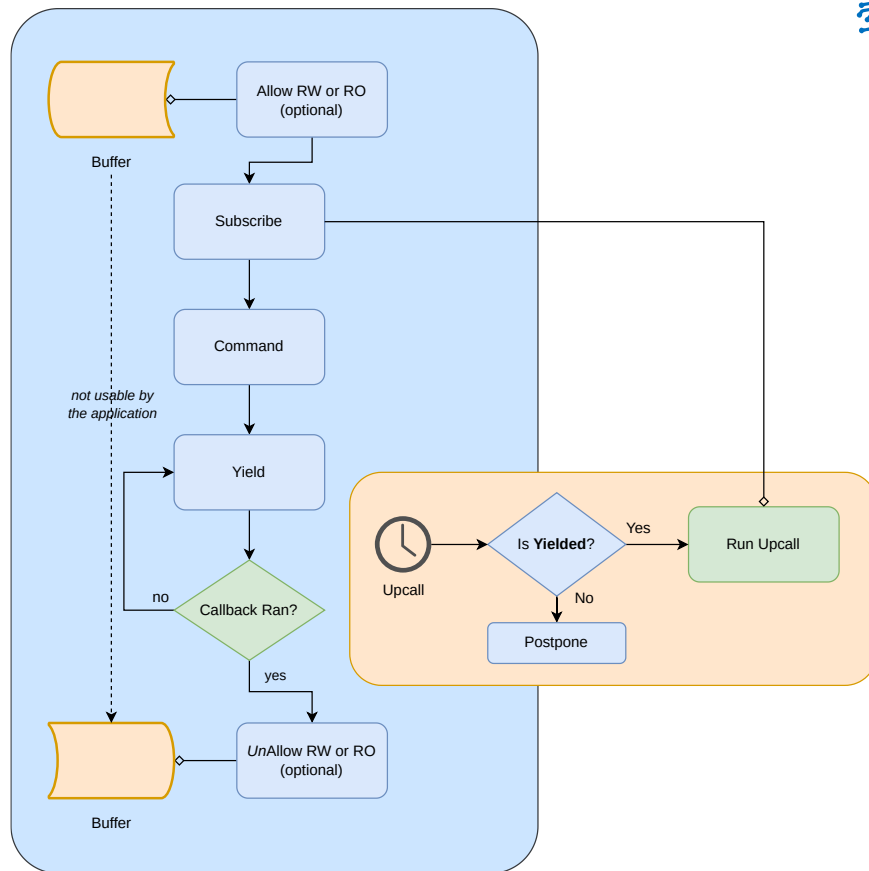 Allow RW or RO
(optional)
Buffer
Subscribe
Command
not usable by
the application
Yield
Is Yielded?
Yes
Run Upcall
Upcall
no
Callback Ran?
No
Postpone
yes
UnAllow RW or RO
(optional)
Buffer